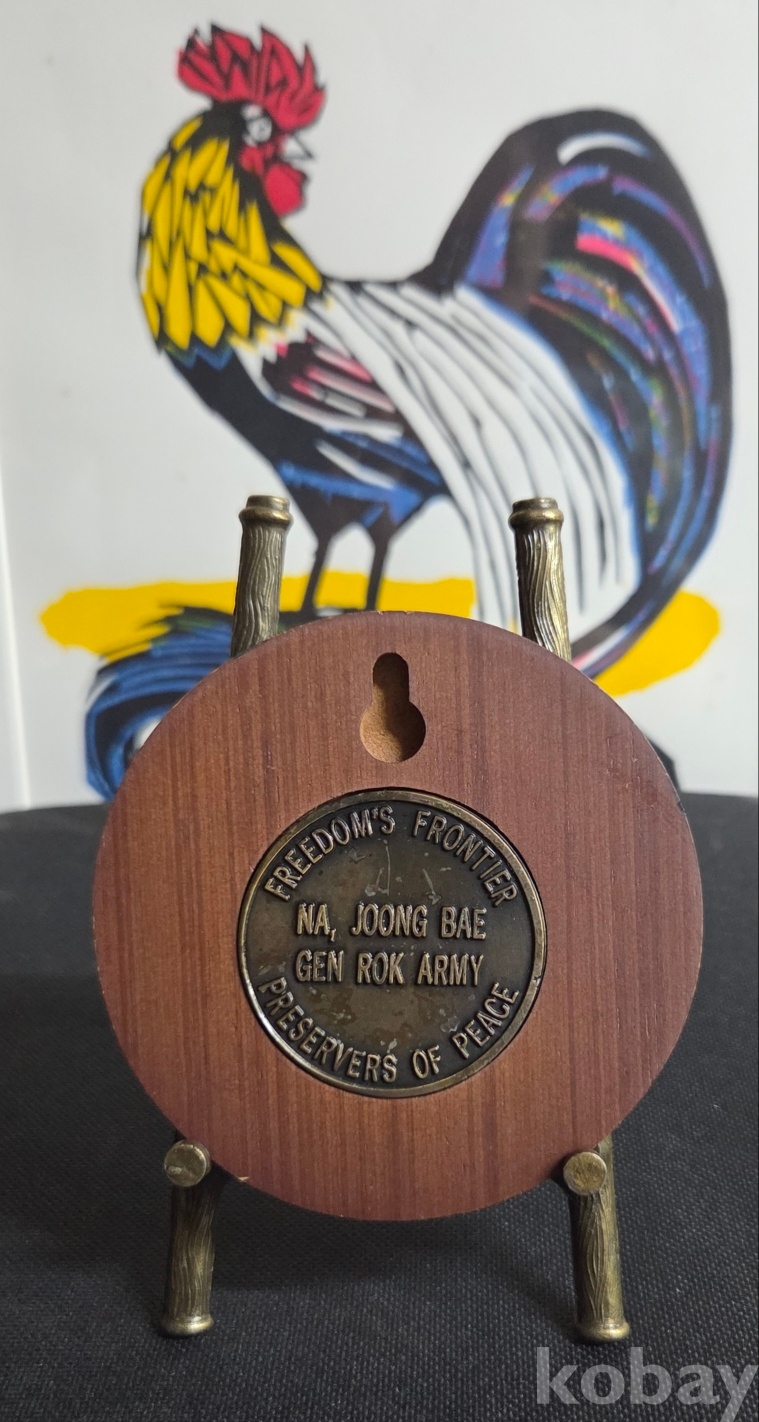 FREEDOM'S FRONTIER
NA, JOONG BAE
GEN ROK ARMY
PRESERVERS OF PEACE
kobay